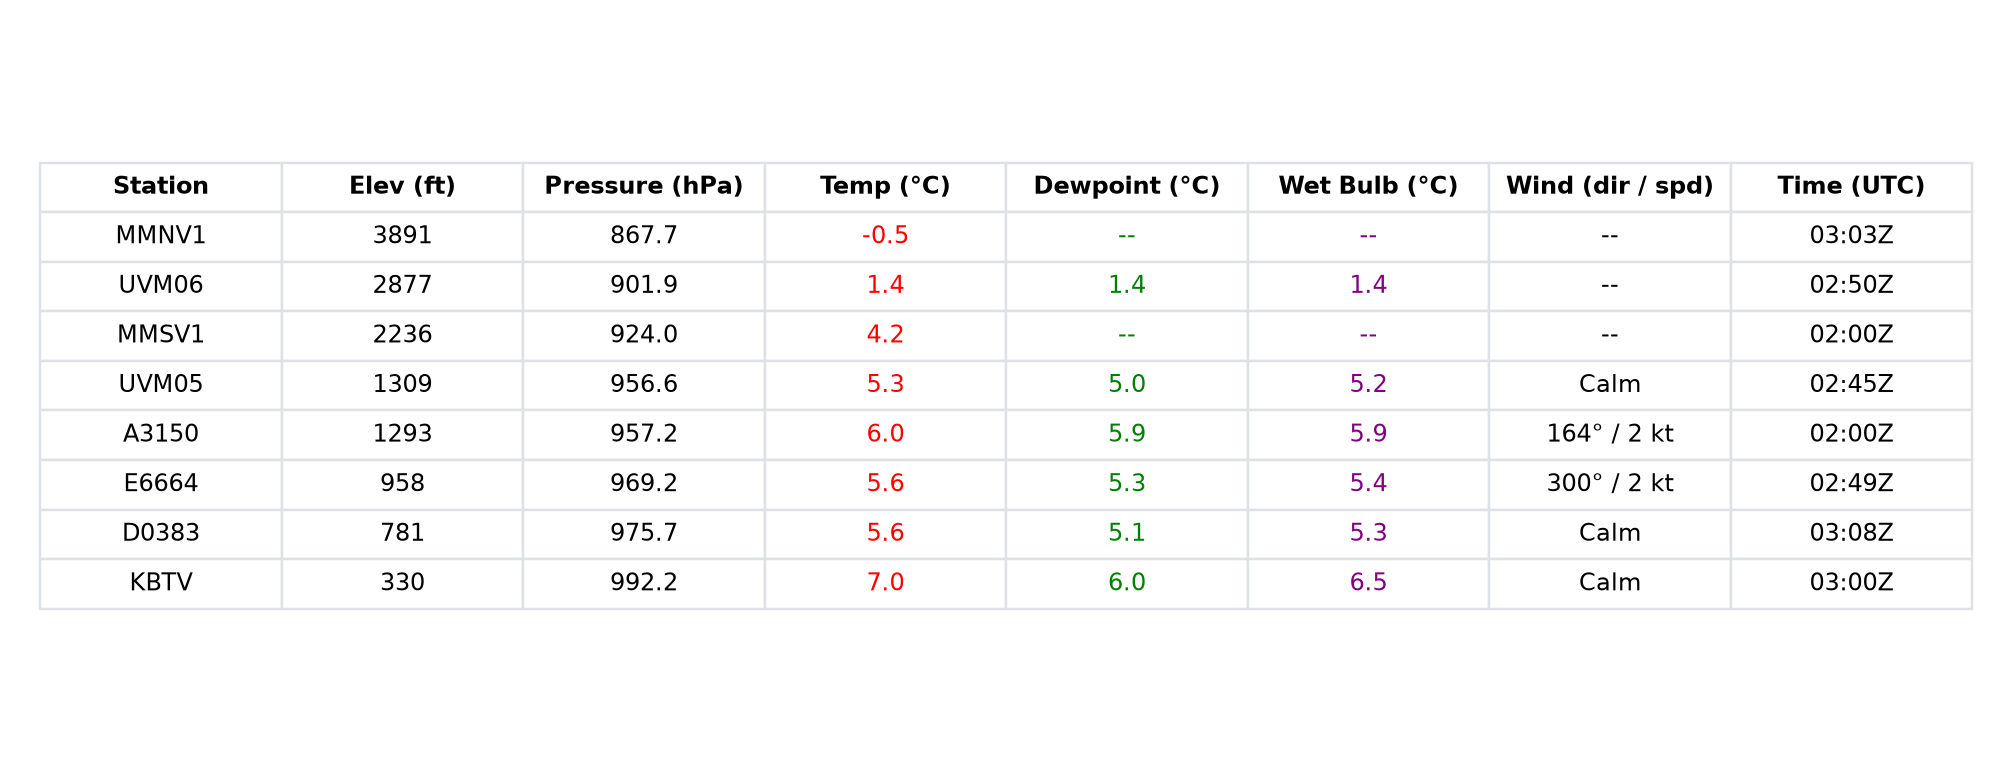 Station Elev (ft) Pressure (hPa) Temp (°C) Dewpoint (°C) Wet Bulb (°C) Wind (dir / spd) Time (UTC)
MMNV1 3891 867.7 -0.5 -- -- -- 03:03Z
UVM06 2877 901.9 1.4 1.4 1.4 -- 02:50Z
MMSV1 2236 924.0 4.2 -- -- -- 02:00Z
UVM05 1309 956.6 5.3 5.0 5.2 Calm 02:45Z
A3150 1293 957.2 6.0 5.9 5.9 164° / 2 kt 02:00Z
E6664 958 969.2 5.6 5.3 5.4 300° / 2 kt 02:49Z
D0383 781 975.7 5.6 5.1 5.3 Calm 03:08Z
KBTV 330 992.2 7.0 6.0 6.5 Calm 03:00Z